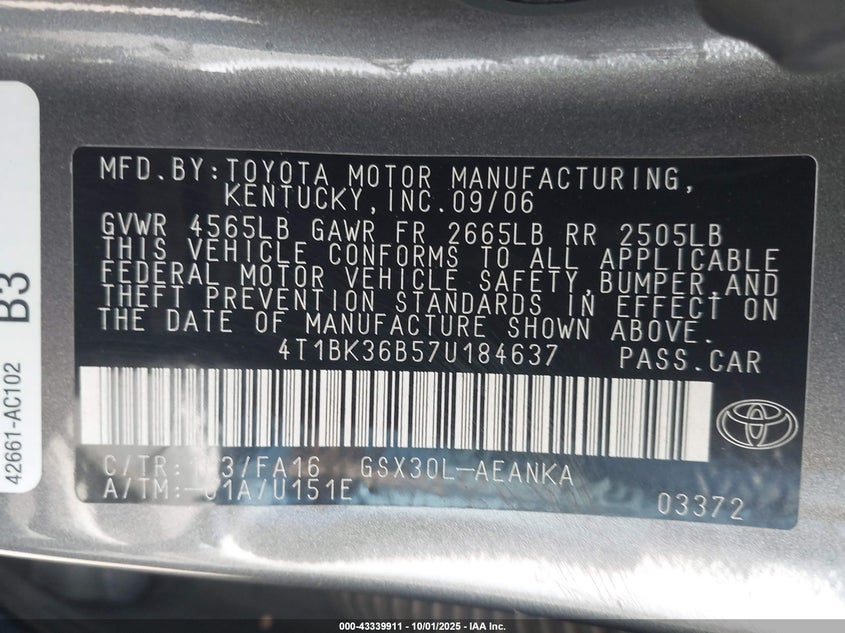 MFD.BY:TOYOTA MOTOR MANUFACTURING,
KENTUCKY, INC.09/06
GVWR 4565LB GAWR FR 2665LB RR 2505LB
THIS VEHICLE CONFORMS TO ALL APPLICABLE
FEDERAL MOTOR VEHICLE SAFETY,BUMPER,AND
THEFT PREVENTION STANDARDS IN EFFECT ON
THE DATE OF MANUFACTURE SHOWN ABOVE.
4T1BK36B57U184637 PASS.CAR
C/TR: /FA16 GSX30L-AEANKA
A/TM: /U151E
03372
B3
42661-AC102
000-43339911 - 10/01/2025 - IAA Inc.